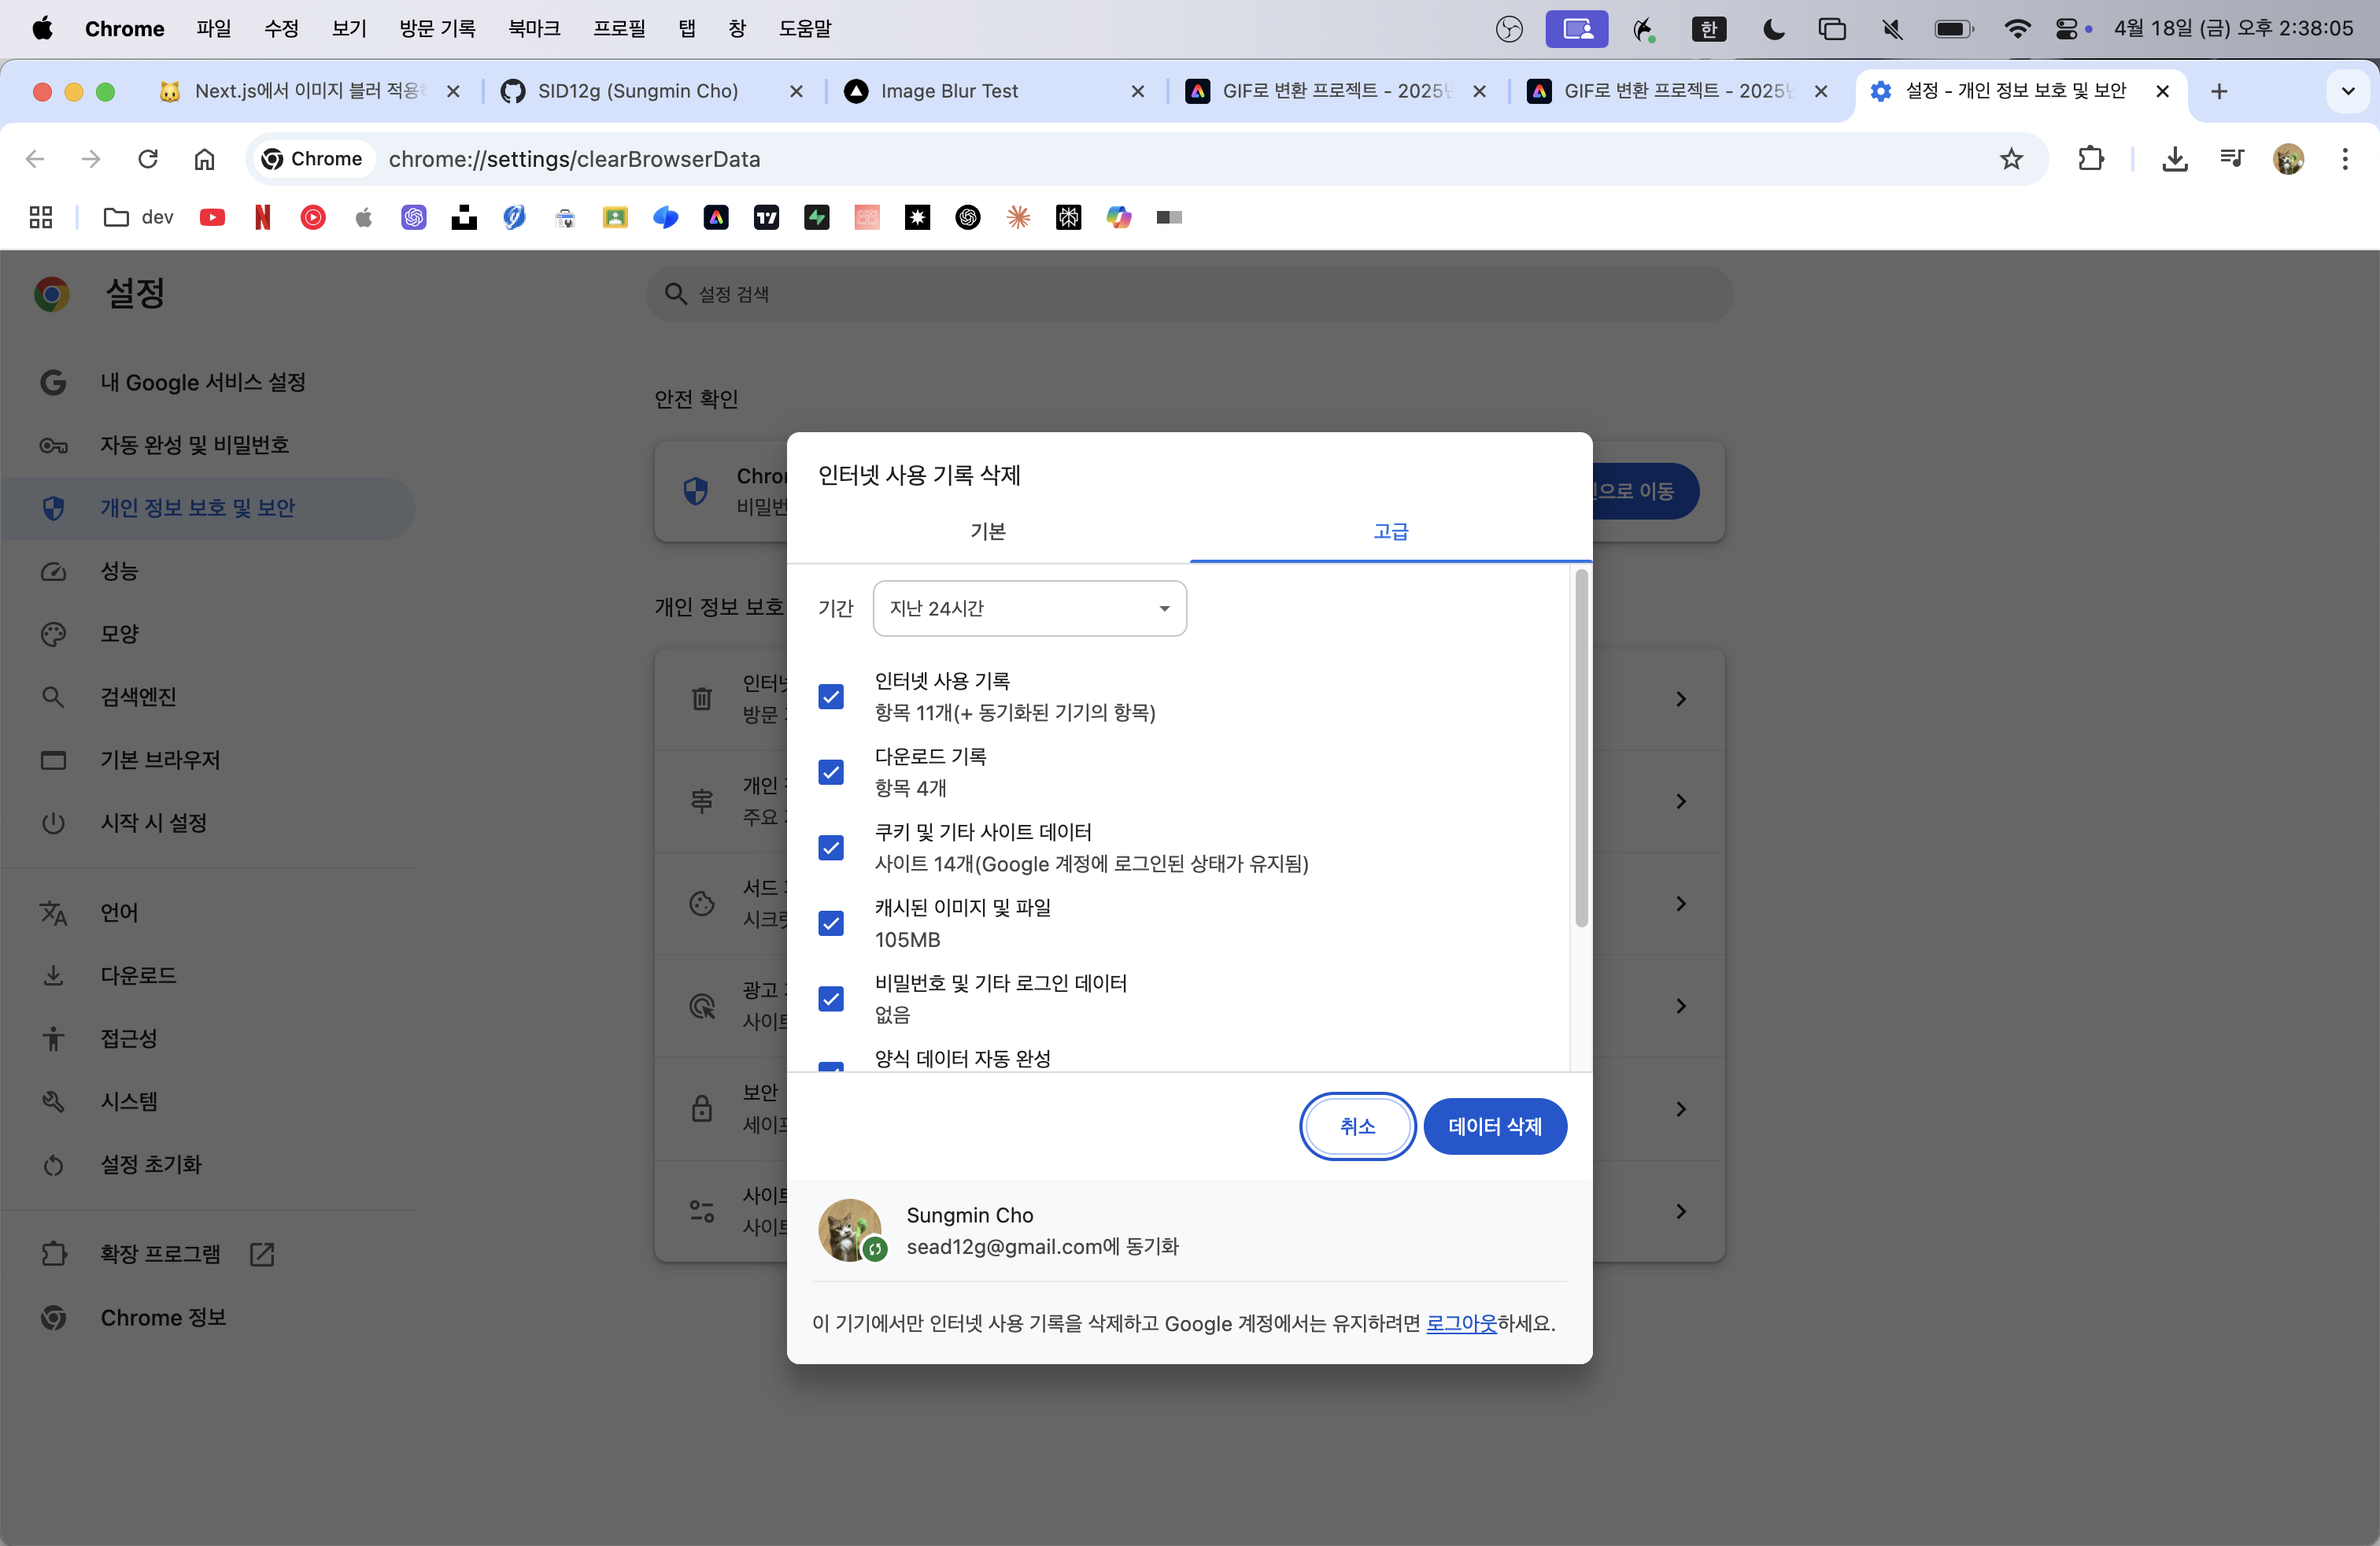 Chrome 파일 수정 보기 방문 기록 북마크 프로필 탭 창 도움말 한 4월 18일 (금) 오후 2:38:05
Next.js에서 이미지 블러 적용 SID12g (Sungmin Cho) Image Blur Test GIF로 변환 프로젝트 - 2025 GIF로 변환 프로젝트 - 2025 설정 - 개인 정보 보호 및 보안
Chrome chrome://settings/clearBrowserData
dev
설정
설정 검색
내 Google 서비스 설정
자동 완성 및 비밀번호
개인 정보 보호 및 보안
성능
모양
검색엔진
기본 브라우저
시작 시 설정
언어
다운로드
접근성
시스템
설정 초기화
확장 프로그램
Chrome 정보
안전 확인
비밀번
으로 이동
개인 정보 보호
인터넷
방문
개인
주요
서드
시크릿
광고
사이트
보안
세이프
사이트
사이트
인터넷 사용 기록 삭제
기본 고급
기간 지난 24시간
인터넷 사용 기록
항목 11개(+ 동기화된 기기의 항목)
다운로드 기록
항목 4개
쿠키 및 기타 사이트 데이터
사이트 14개(Google 계정에 로그인된 상태가 유지됨)
캐시된 이미지 및 파일
105MB
비밀번호 및 기타 로그인 데이터
없음
양식 데이터 자동 완성
취소 데이터 삭제
Sungmin Cho
sead12g@gmail.com에 동기화
이 기기에서만 인터넷 사용 기록을 삭제하고 Google 계정에서는 유지하려면 로그아웃하세요.